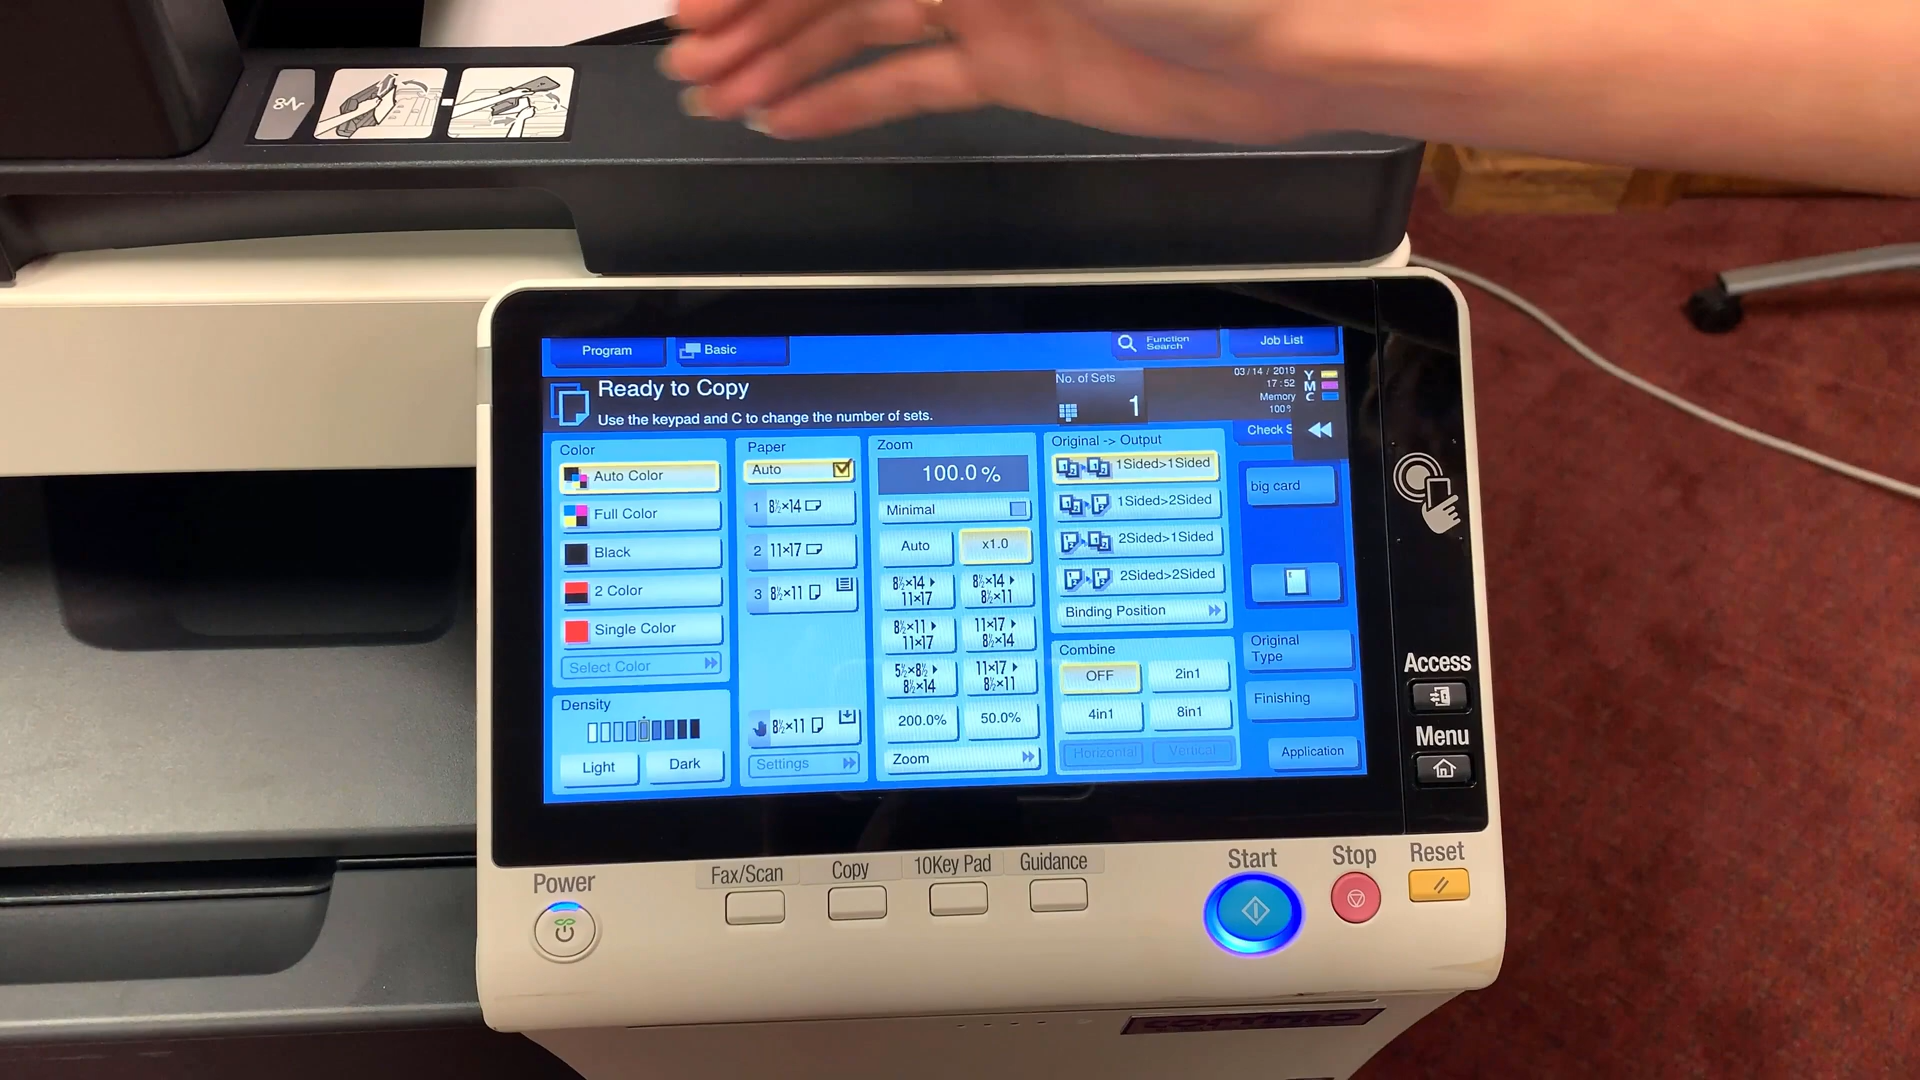 Program
Basic
Function
Search
Job List
Ready to Copy
Use the keypad and C to change the number of sets.
No. of Sets
1
03/14/2019
17:52
Memory
100%
Y
M
C
Check
Color
Auto Color
Full Color
Black
2 Color
Single Color
Select Color
Density
Light
Dark
Paper
Auto
1 8½×14
2 11×17
3 8½×11
8½×11
Settings
Zoom
100.0 %
Minimal
Auto
x1.0
8½×14
11×17
8½×14
8½×11
8½×11
11×17
11×17
8½×14
5½×8½
8½×14
11×17
8½×11
200.0%
50.0%
Zoom
Original -> Output
1Sided>1Sided
1Sided>2Sided
2Sided>1Sided
2Sided>2Sided
Binding Position
Combine
OFF
2in1
4in1
8in1
Horizontal
Vertical
big card
Original
Type
Finishing
Application
Access
Menu
Power
Fax/Scan
Copy
10Key Pad
Guidance
Start
Stop
Reset